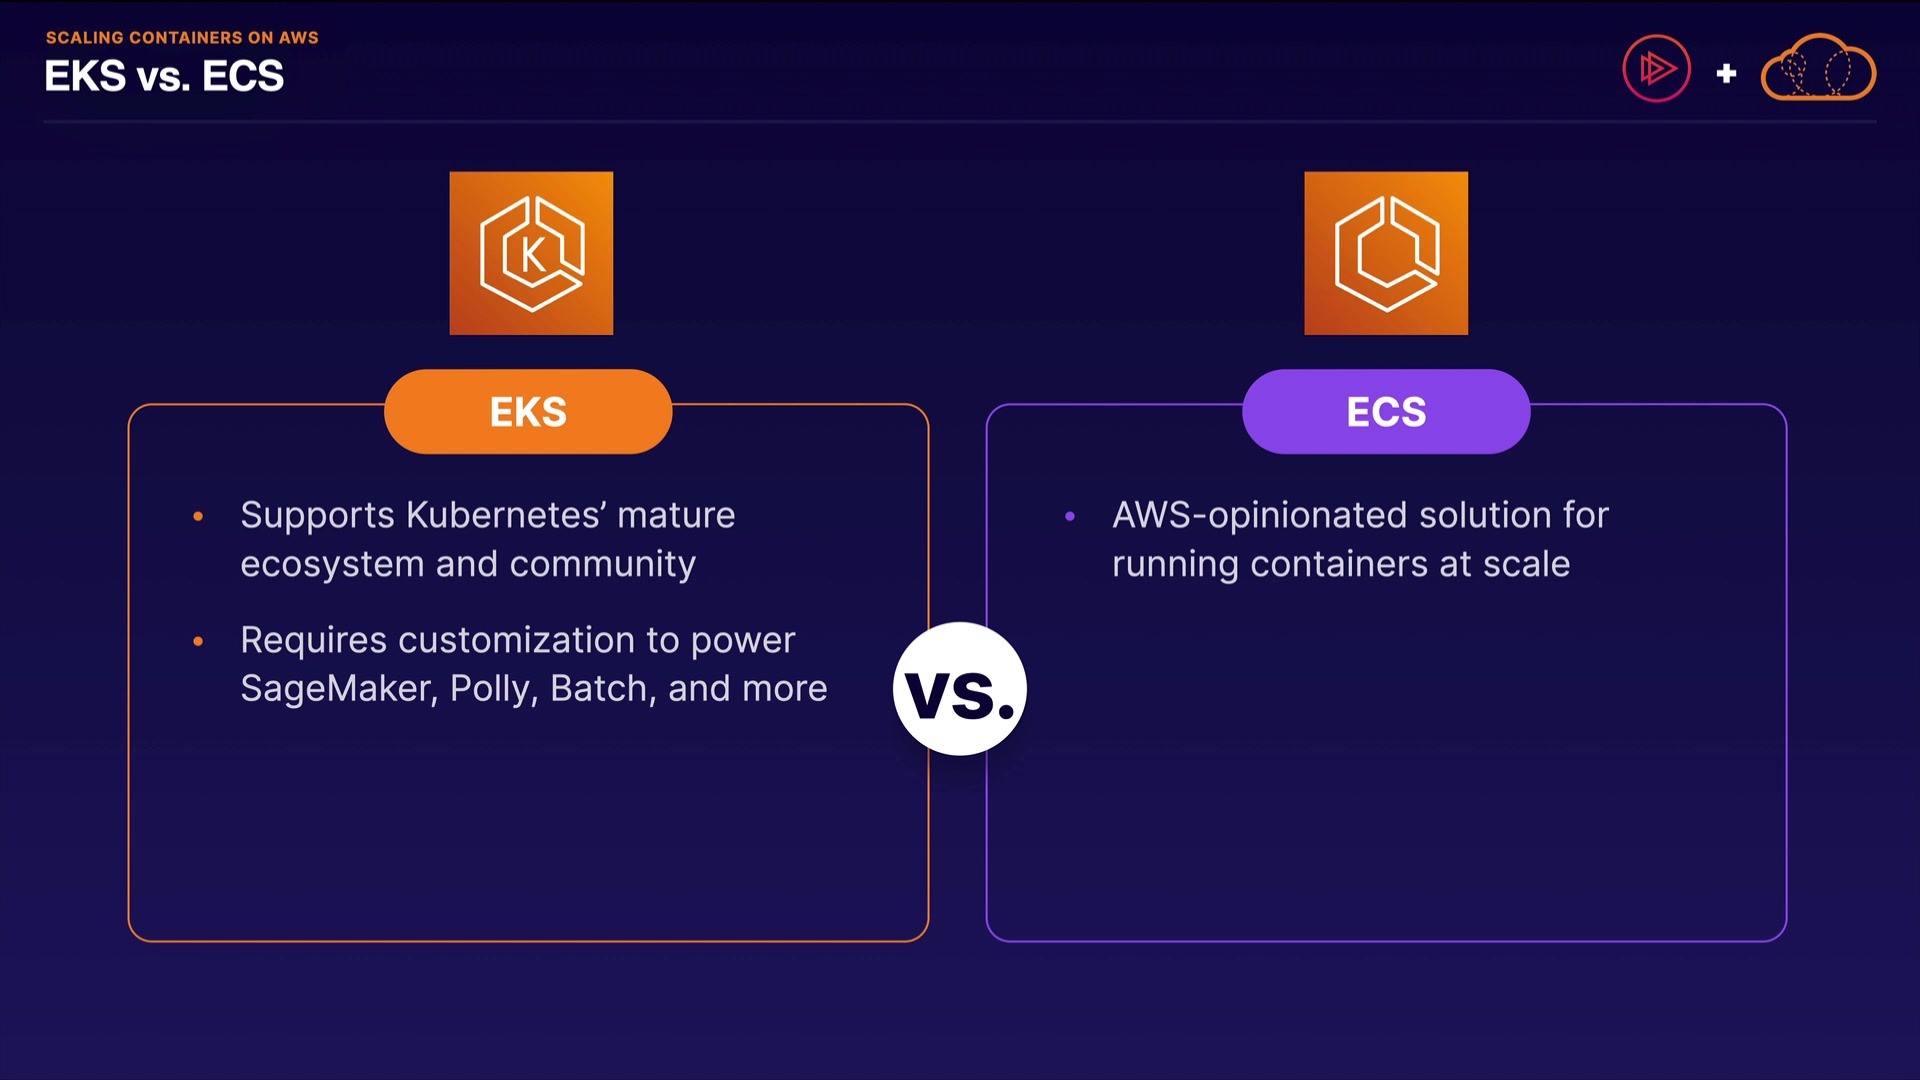 SCALING CONTAINERS ON AWS
EKS vs. ECS
K
EKS
• Supports Kubernetes’ mature
ecosystem and community
• Requires customization to power
SageMaker, Polly, Batch, and more
vs.
ECS
• AWS-opinionated solution for
running containers at scale